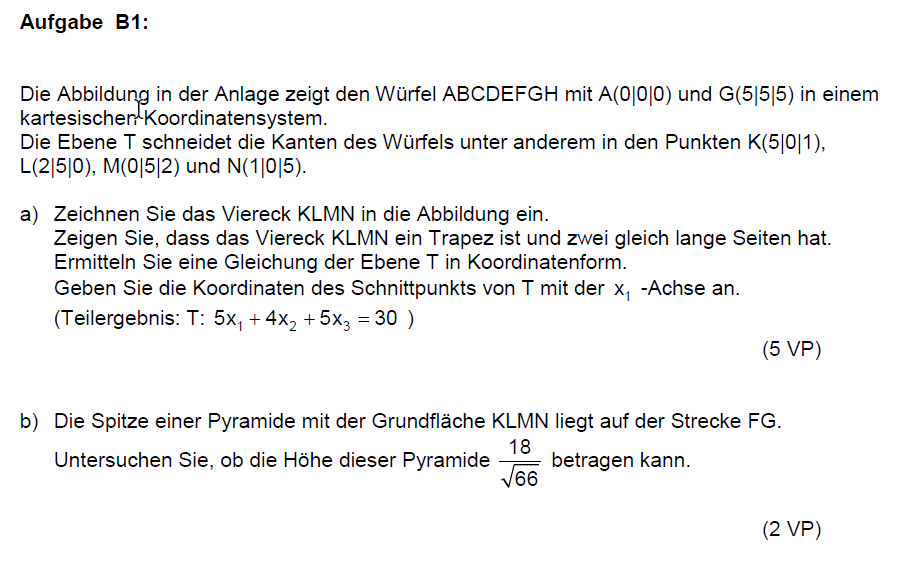 Aufgabe B1:
Die Abbildung in der Anlage zeigt den Würfel ABCDEFGH mit A(0|0|0) und G(5|5|5) in einem
kartesischen Koordinatensystem.
Die Ebene T schneidet die Kanten des Würfels unter anderem in den Punkten K(5|0|1),
L(2|5|0), M(0|5|2) und N(1|0|5).
a) Zeichnen Sie das Viereck KLMN in die Abbildung ein.
Zeigen Sie, dass das Viereck KLMN ein Trapez ist und zwei gleich lange Seiten hat.
Ermitteln Sie eine Gleichung der Ebene T in Koordinatenform.
Geben Sie die Koordinaten des Schnittpunkts von T mit der x₁ -Achse an.
(Teilergebnis: T: 5x₁ + 4x₂ + 5x₃ = 30 )
(5 VP)
b) Die Spitze einer Pyramide mit der Grundfläche KLMN liegt auf der Strecke FG.
Untersuchen Sie, ob die Höhe dieser Pyramide 18/√66 betragen kann.
(2 VP)